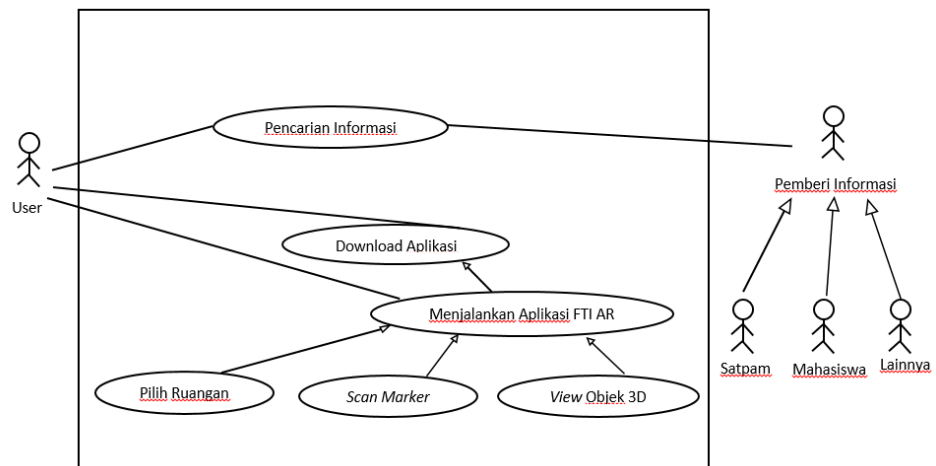 Pencarian Informasi
User
Pemberi Informasi
Download Aplikasi
Menjalankan Aplikasi FTI AR
Satpam
Mahasiswa
Lainnya
Pilih Ruangan
Scan Marker
View Objek 3D